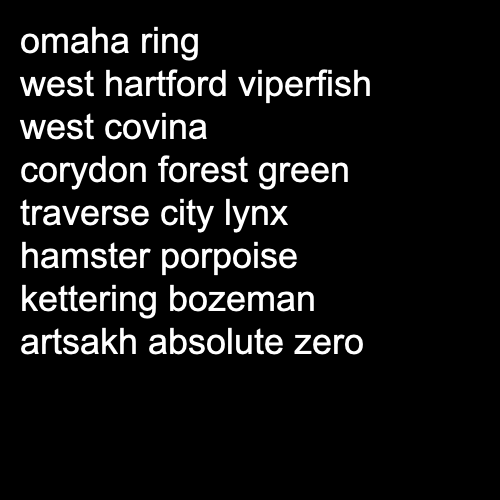 omaha ring
west hartford viperfish
west covina
corydon forest green
traverse city lynx
hamster porpoise
kettering bozeman
artsakh absolute zero